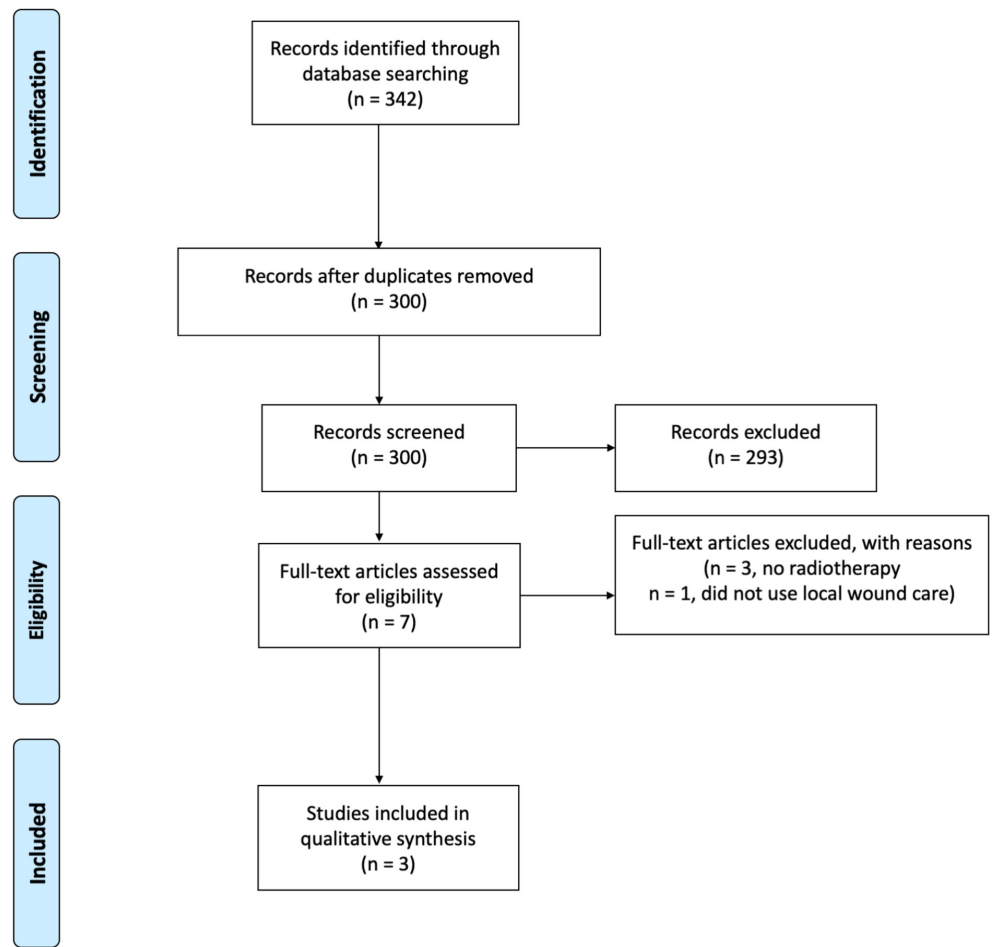 Identification
Records identified through
database searching
(n = 342)
Screening
Records after duplicates removed
(n = 300)
Records screened
(n = 300)
Records excluded
(n = 293)
Eligibility
Full-text articles assessed
for eligibility
(n = 7)
Full-text articles excluded, with reasons
(n = 3, no radiotherapy
n = 1, did not use local wound care)
Included
Studies included in
qualitative synthesis
(n = 3)